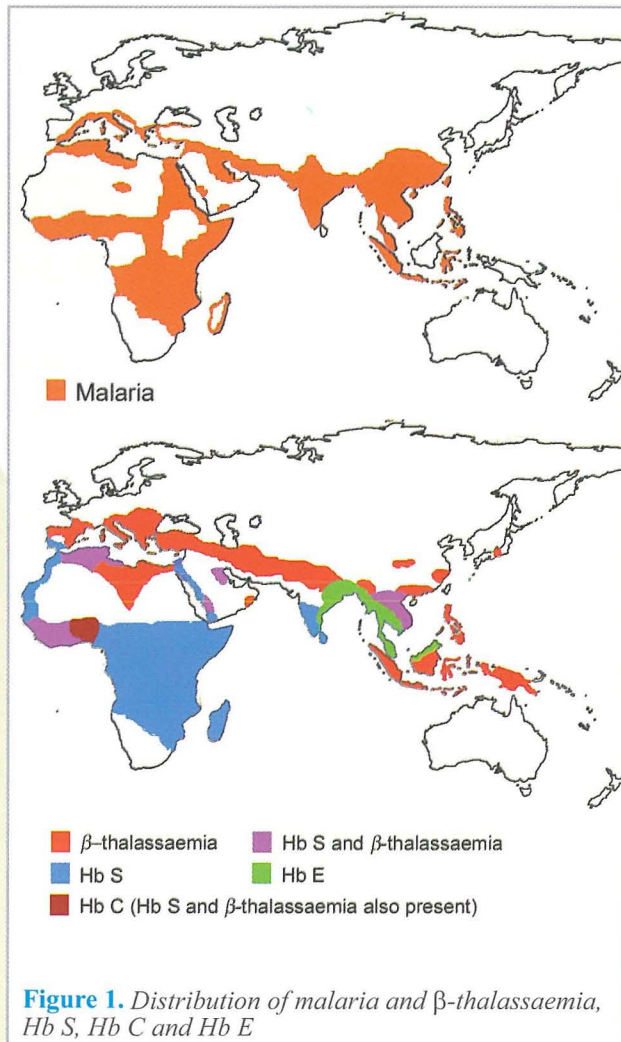 Malaria
β–thalassaemia
Hb S and β-thalassaemia
Hb S
Hb E
Hb C (Hb S and β-thalassaemia also present)
Figure 1. Distribution of malaria and β-thalassaemia,
Hb S, Hb C and Hb E